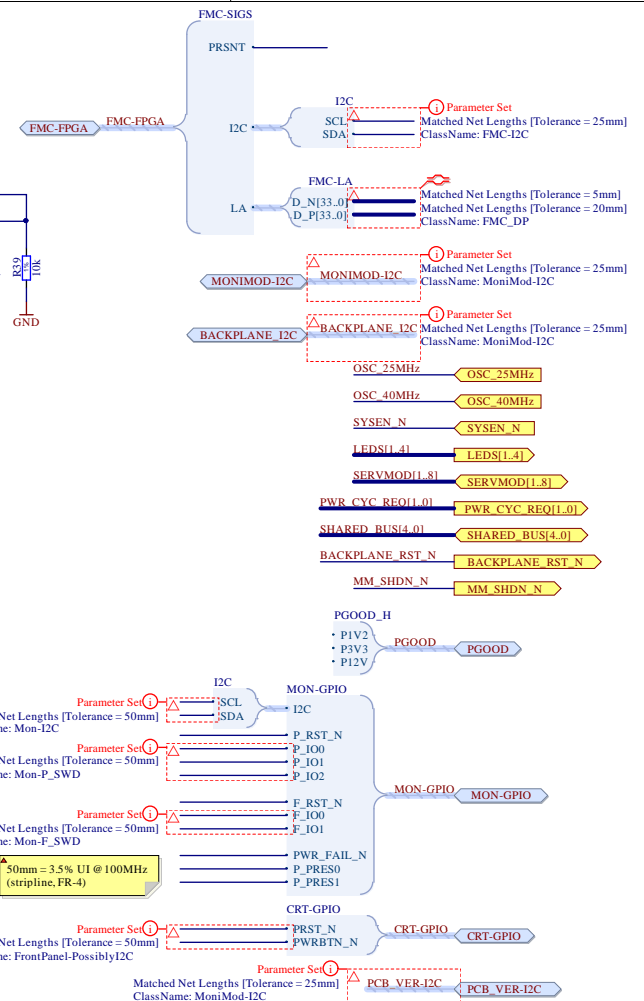 FMC-SIGS
PRSNT
I2C
I2C
SCL
SDA
Parameter Set
Matched Net Lengths [Tolerance = 25mm]
ClassName: FMC-I2C
FMC-FPGA
FMC-FPGA
FMC-LA
LA
D_N[33..0]
D_P[33..0]
Matched Net Lengths [Tolerance = 5mm]
Matched Net Lengths [Tolerance = 20mm]
ClassName: FMC_DP
R39
1%
10k
GND
Parameter Set
MONIMOD-I2C
MONIMOD-I2C
Matched Net Lengths [Tolerance = 25mm]
ClassName: MoniMod-I2C
Parameter Set
BACKPLANE_I2C
BACKPLANE_I2C
Matched Net Lengths [Tolerance = 25mm]
ClassName: MoniMod-I2C
OSC_25MHz
OSC_25MHz
OSC_40MHz
OSC_40MHz
SYSEN_N
SYSEN_N
LEDS[1..4]
LEDS[1..4]
SERVMOD[1..8]
SERVMOD[1..8]
PWR_CYC_REQ[1..0]
PWR_CYC_REQ[1..0]
SHARED_BUS[4..0]
SHARED_BUS[4..0]
BACKPLANE_RST_N
BACKPLANE_RST_N
MM_SHDN_N
MM_SHDN_N
PGOOD_H
P1V2
P3V3
P12V
PGOOD
PGOOD
I2C
MON-GPIO
Parameter Set
SCL
SDA
I2C
Net Lengths [Tolerance = 50mm]
ne: Mon-I2C
P_RST_N
Parameter Set
P_IO0
P_IO1
P_IO2
Net Lengths [Tolerance = 50mm]
ne: Mon-P_SWD
MON-GPIO
MON-GPIO
F_RST_N
Parameter Set
F_IO0
F_IO1
Net Lengths [Tolerance = 50mm]
ne: Mon-F_SWD
50mm = 3.5% UI @100MHz
(stripline, FR-4)
PWR_FAIL_N
P_PRES0
P_PRES1
CRT-GPIO
Parameter Set
PRST_N
PWRBTN_N
CRT-GPIO
CRT-GPIO
Net Lengths [Tolerance = 50mm]
ne: FrontPanel-PossiblyI2C
Parameter Set
Matched Net Lengths [Tolerance = 25mm]
ClassName: MoniMod-I2C
PCB_VER-I2C
PCB_VER-I2C